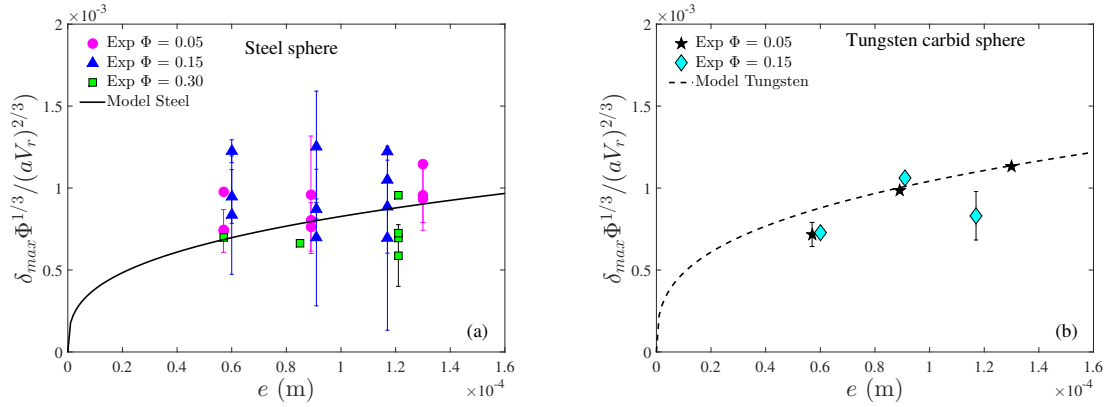 ×10⁻³
2
1.5
1
0.5
0
δmaxΦ^1/3/(aVr)^2/3)
Steel sphere
Exp Φ = 0.05
Exp Φ = 0.15
Exp Φ = 0.30
Model Steel
(a)
0 0.2 0.4 0.6 0.8 1 1.2 1.4 1.6
e (m)
×10⁻⁴
×10⁻³
2
1.5
1
0.5
0
δmaxΦ^1/3/(aVr)^2/3)
Tungsten carbid sphere
Exp Φ = 0.05
Exp Φ = 0.15
Model Tungsten
(b)
0 0.2 0.4 0.6 0.8 1 1.2 1.4 1.6
e (m)
×10⁻⁴